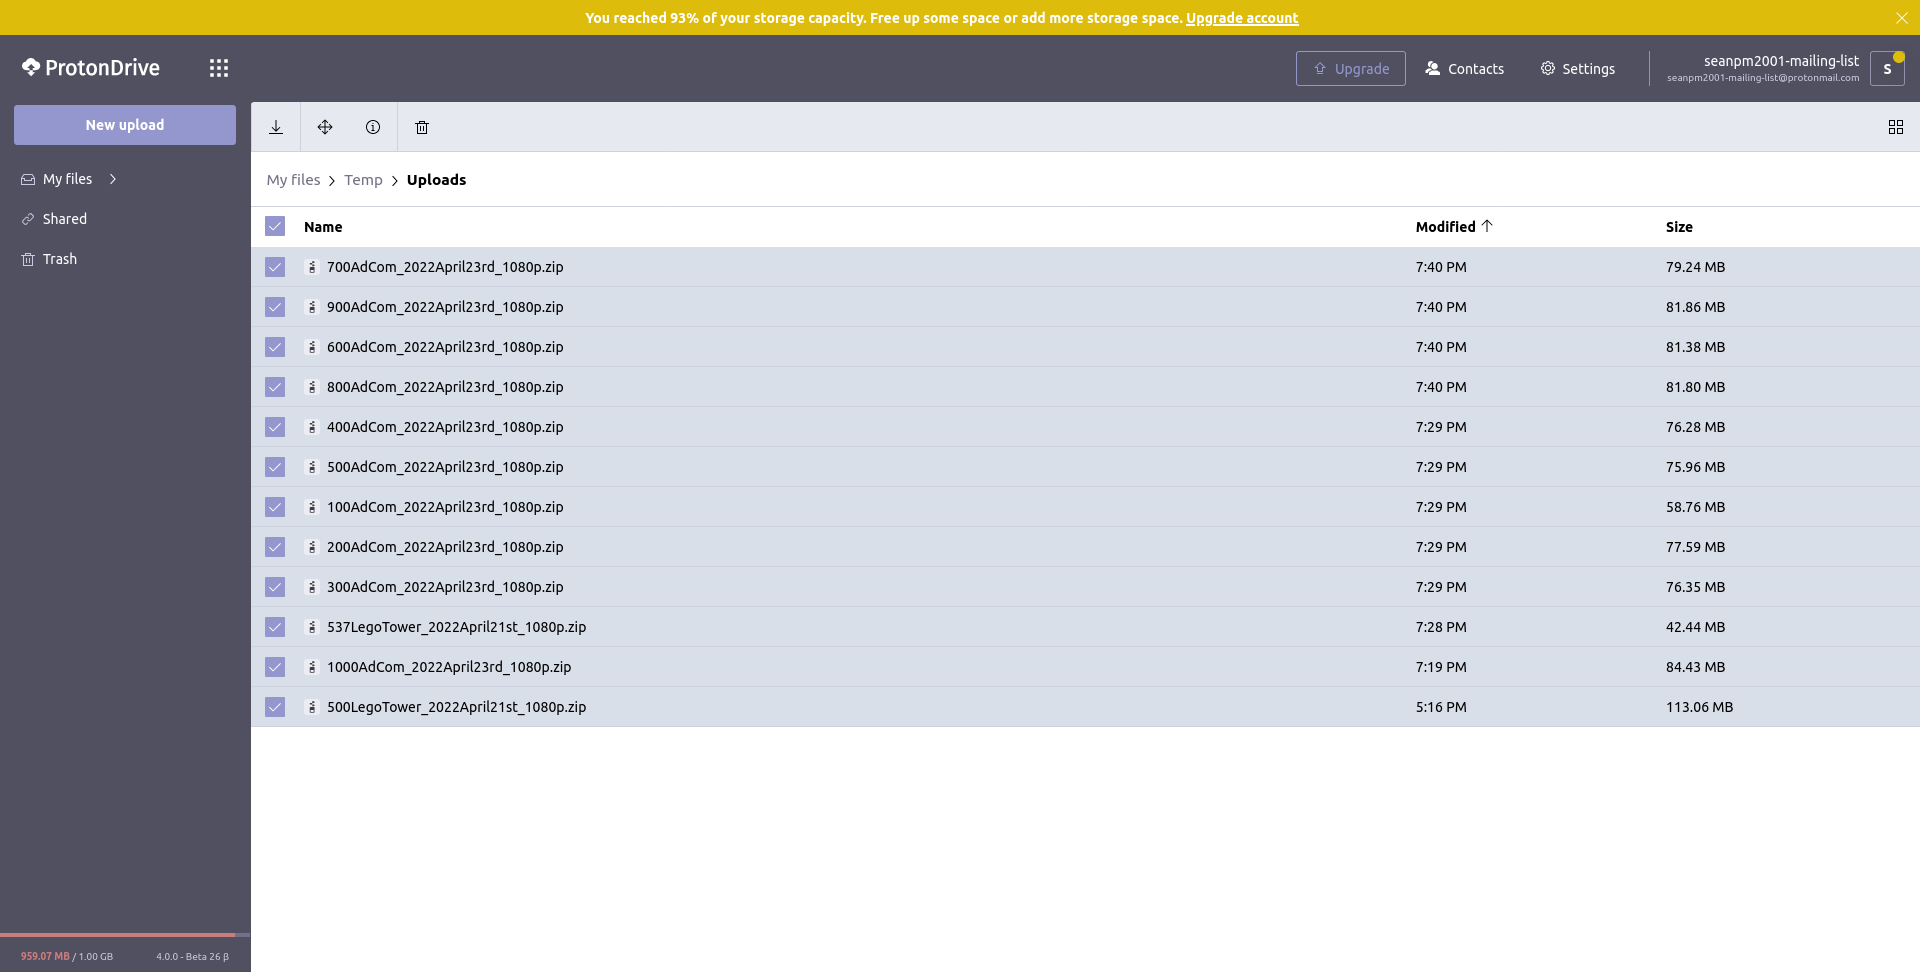 You reached 93% of your storage capacity. Free up some space or add more storage space. Upgrade account
ProtonDrive
Upgrade
Contacts
Settings
seanpm2001-mailing-list
seanpm2001-mailing-list@protonmail.com
S
New upload
My files
Shared
Trash
My files > Temp > Uploads
Name Modified Size
700AdCom_2022April23rd_1080p.zip 7:40 PM 79.24 MB
900AdCom_2022April23rd_1080p.zip 7:40 PM 81.86 MB
600AdCom_2022April23rd_1080p.zip 7:40 PM 81.38 MB
800AdCom_2022April23rd_1080p.zip 7:40 PM 81.80 MB
400AdCom_2022April23rd_1080p.zip 7:29 PM 76.28 MB
500AdCom_2022April23rd_1080p.zip 7:29 PM 75.96 MB
100AdCom_2022April23rd_1080p.zip 7:29 PM 58.76 MB
200AdCom_2022April23rd_1080p.zip 7:29 PM 77.59 MB
300AdCom_2022April23rd_1080p.zip 7:29 PM 76.35 MB
537LegoTower_2022April21st_1080p.zip 7:28 PM 42.44 MB
1000AdCom_2022April23rd_1080p.zip 7:19 PM 84.43 MB
500LegoTower_2022April21st_1080p.zip 5:16 PM 113.06 MB
959.07 MB / 1.00 GB 4.0.0 - Beta 26 β